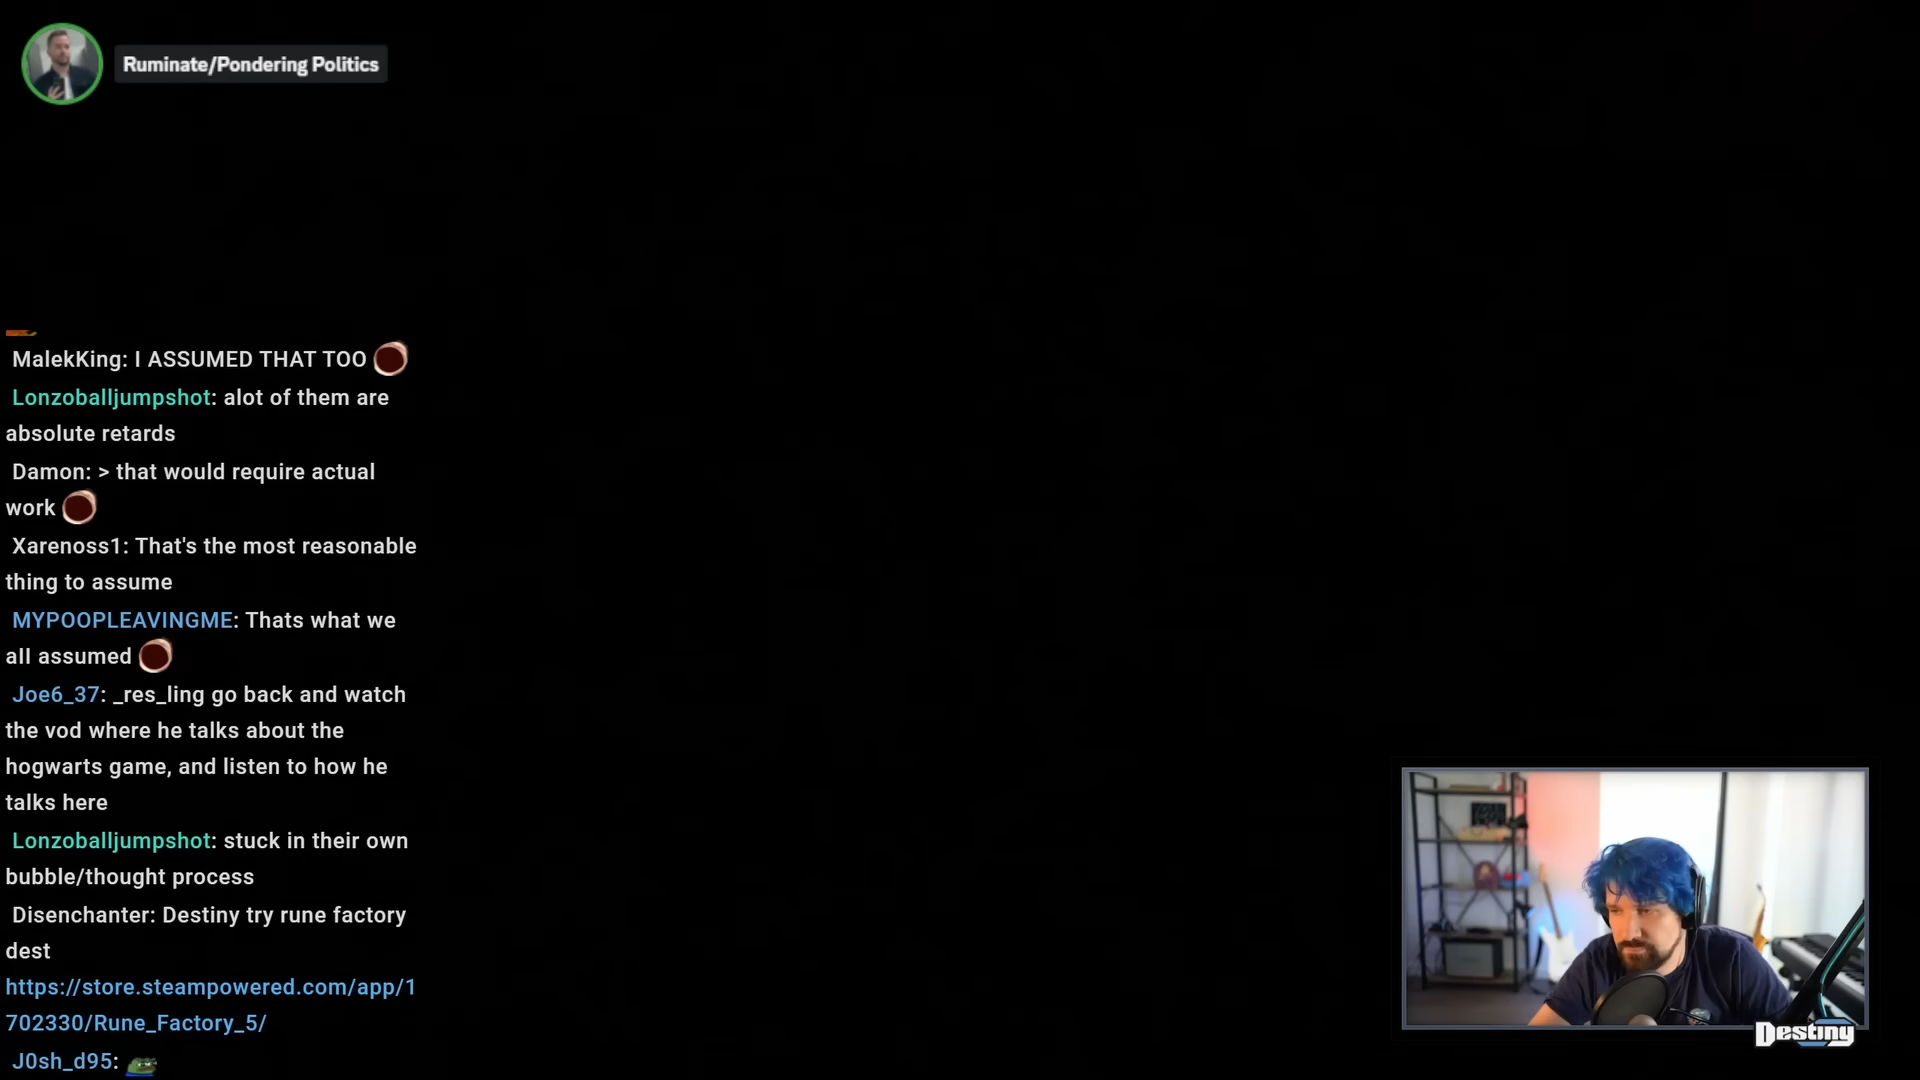 Ruminate/Pondering Politics
MalekKing: I ASSUMED THAT TOO
Lonzoballjumpshot: alot of them are
absolute retards
Damon: > that would require actual
work
Xarenoss1: That's the most reasonable
thing to assume
MYPOOPLEAVINGME: Thats what we
all assumed
Joe6_37: _res_ling go back and watch
the vod where he talks about the
hogwarts game, and listen to how he
talks here
Lonzoballjumpshot: stuck in their own
bubble/thought process
Disenchanter: Destiny try rune factory
dest
https://store.steampowered.com/app/1
702330/Rune_Factory_5/
J0sh_d95:
Destiny